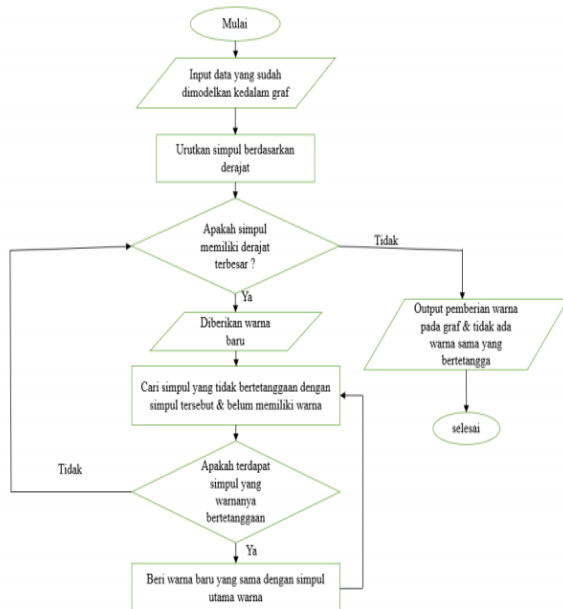 Mulai
Input data yang sudah
dimodelkan kedalam graf
Urutkan simpul berdasarkan
derajat
Apakah simpul
memiliki derajat
terbesar ?
Tidak
Ya
Diberikan warna
baru
Output pemberian warna
pada graf & tidak ada
warna sama yang
bertetangga
Cari simpul yang tidak bertetanggaan dengan
simpul tersebut & belum memiliki warna
selesai
Tidak
Apakah terdapat
simpul yang
warnanya
bertetanggaan
Ya
Beri warna baru yang sama dengan simpul
utama warna